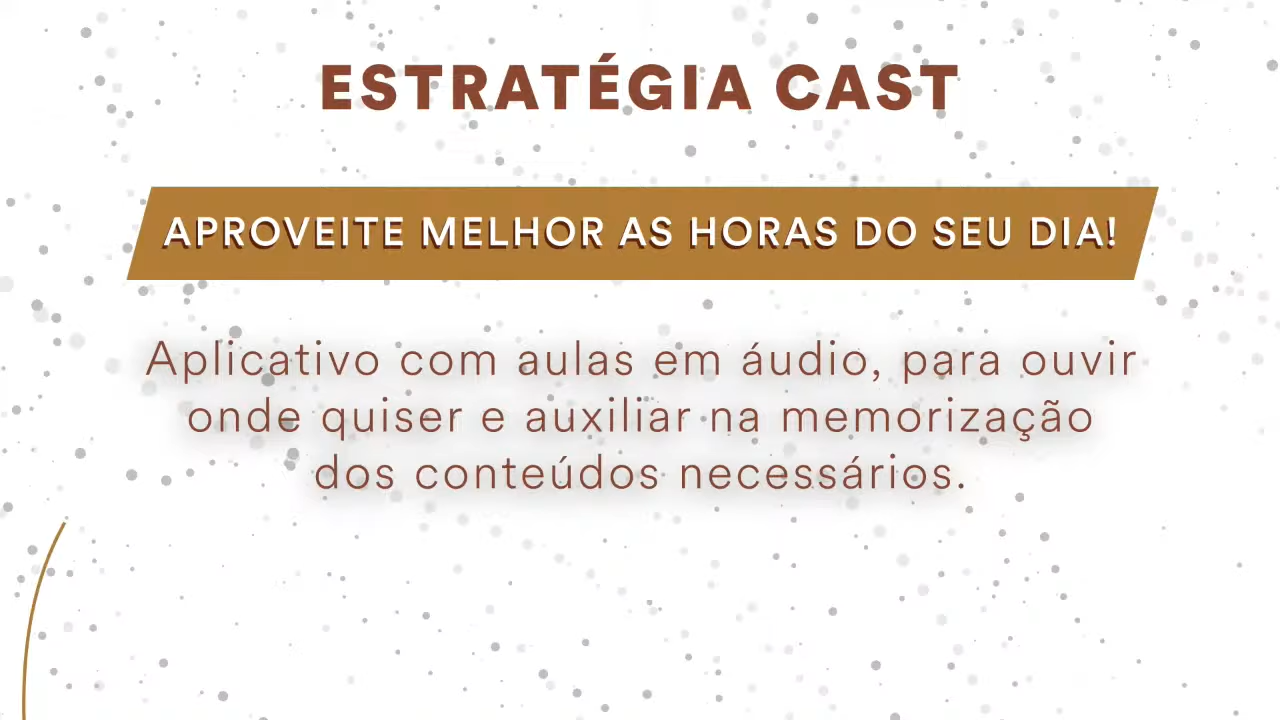 ESTRATÉGIA CAST
APROVEITE MELHOR AS HORAS DO SEU DIA!
Aplicativo com aulas em áudio, para ouvir
onde quiser e auxiliar na memorização
dos conteúdos necessários.